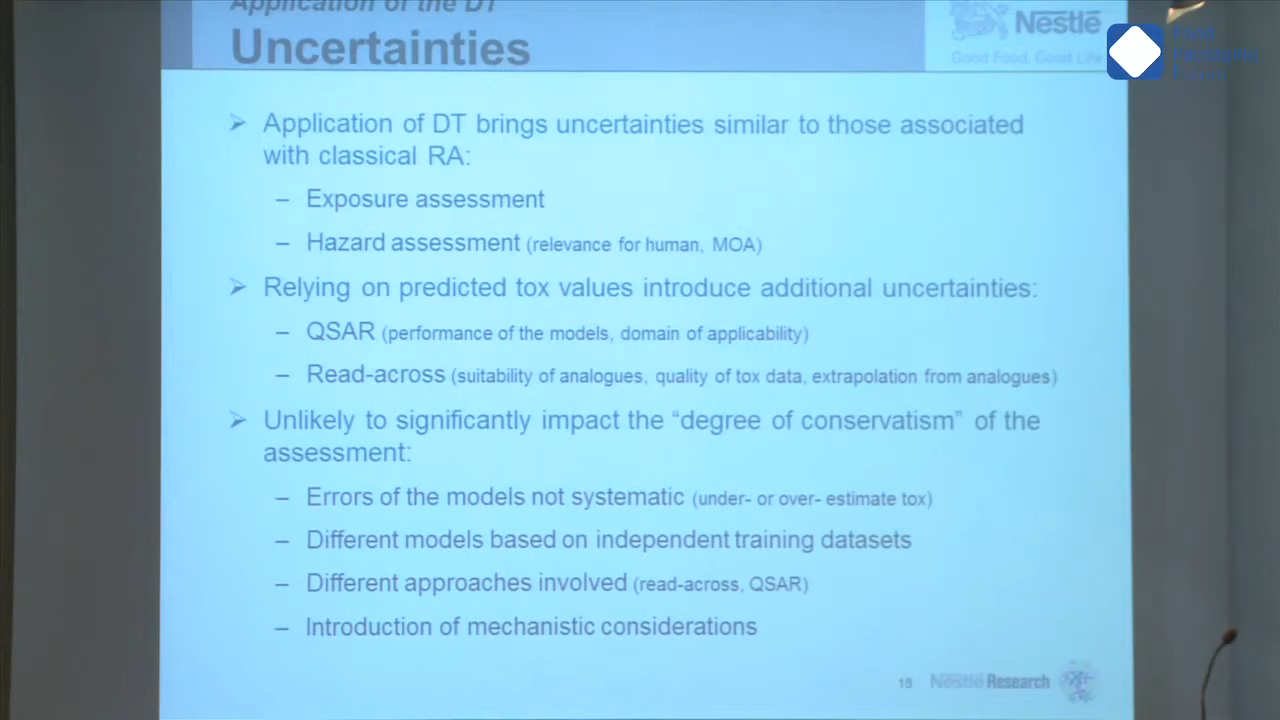 Application of the DT
Uncertainties
Nestlé
Good Food, Good Life
Food
Packaging
Forum
➢ Application of DT brings uncertainties similar to those associated
with classical RA:
– Exposure assessment
– Hazard assessment (relevance for human, MOA)
➢ Relying on predicted tox values introduce additional uncertainties:
– QSAR (performance of the models, domain of applicability)
– Read-across (suitability of analogues, quality of tox data, extrapolation from analogues)
➢ Unlikely to significantly impact the “degree of conservatism” of the
assessment:
– Errors of the models not systematic (under- or over- estimate tox)
– Different models based on independent training datasets
– Different approaches involved (read-across, QSAR)
– Introduction of mechanistic considerations
Nestlé Research